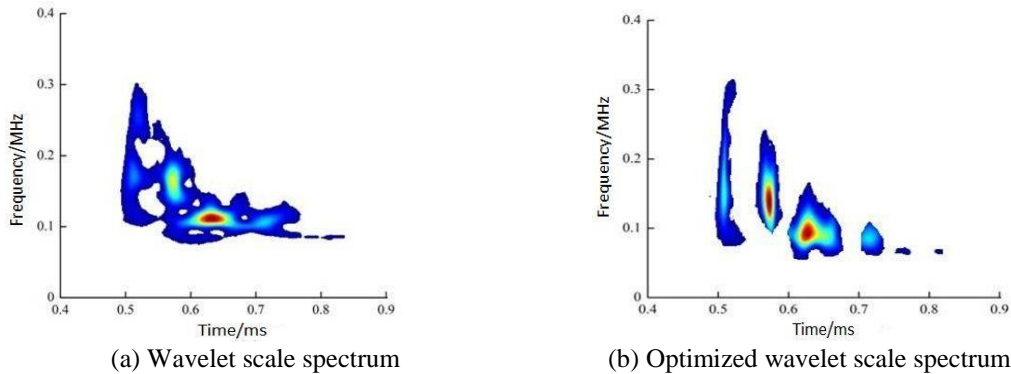 0.4
0.3
0.2
0.1
0
Frequency/MHz
0.4 0.5 0.6 0.7 0.8 0.9
Time/ms
(a) Wavelet scale spectrum
0.4
0.3
0.2
0.1
0
Frequency/MHz
0.4 0.5 0.6 0.7 0.8 0.9
Time/ms
(b) Optimized wavelet scale spectrum